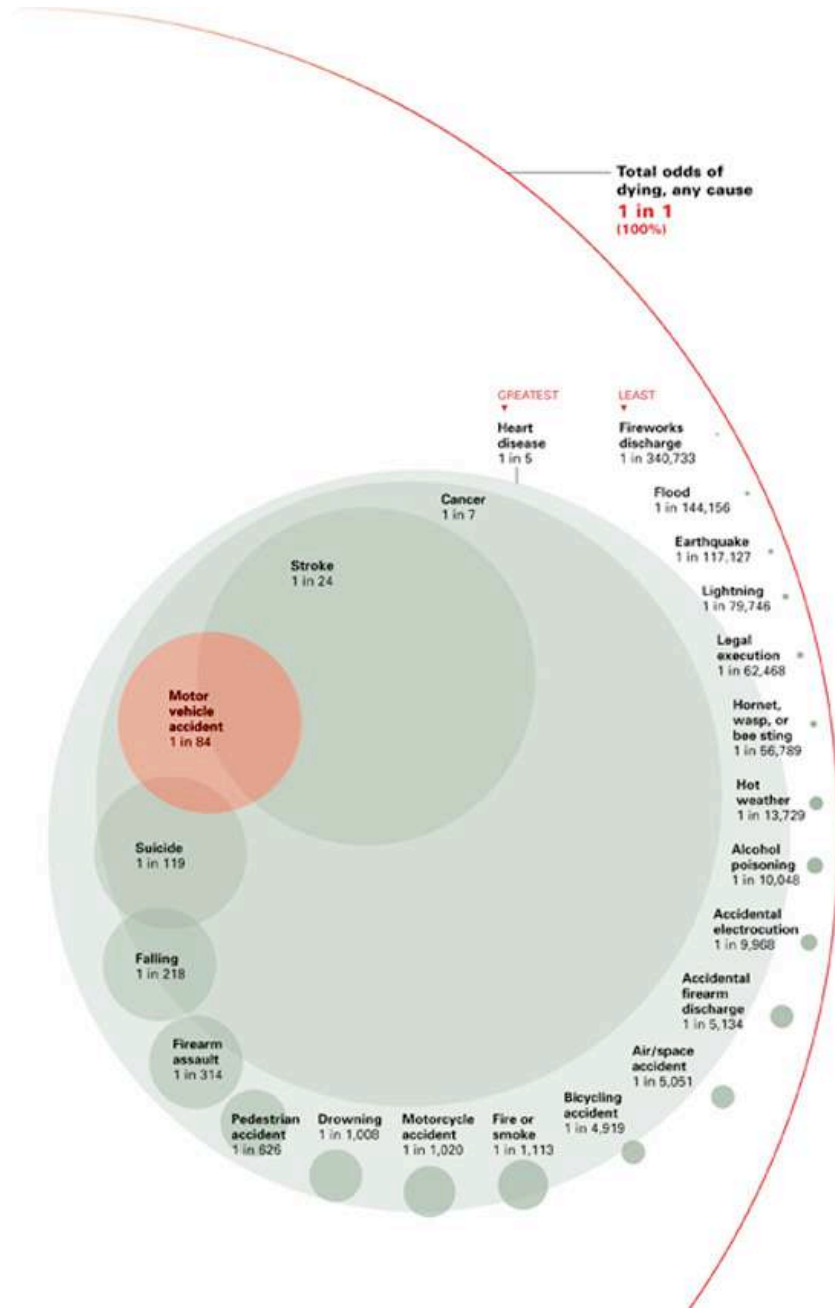 Total odds of
dying, any cause
1 in 1
(100%)
GREATEST
Heart
disease
1 in 5
LEAST
Fireworks
discharge
1 in 340,733
Cancer
1 in 7
Flood
1 in 144,156
Earthquake
1 in 117,127
Stroke
1 in 24
Lightning
1 in 79,746
Legal
execution
1 in 62,468
Motor
vehicle
accident
1 in 84
Hornet,
wasp, or
bee sting
1 in 56,789
Hot
weather
1 in 13,729
Suicide
1 in 119
Alcohol
poisoning
1 in 10,048
Accidental
electrocution
1 in 9,968
Falling
1 in 218
Accidental
firearm
discharge
1 in 5,134
Firearm
assault
1 in 314
Air/space
accident
1 in 5,051
Bicycling
accident
1 in 4,919
Pedestrian
accident
1 in 626
Drowning
1 in 1,008
Motorcycle
accident
1 in 1,020
Fire or
smoke
1 in 1,113